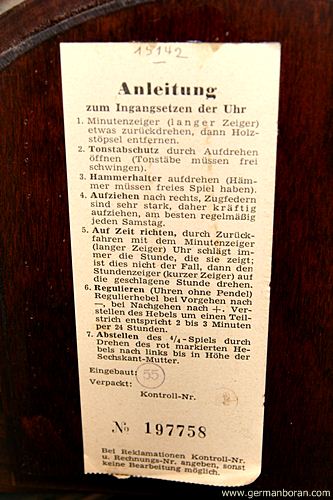 15142
Anleitung
zum Ingangsetzen der Uhr
1. Minutenzeiger (langer Zeiger)
etwas zurückdrehen, dann Holz-
stöpsel entfernen.
2. Tonstabschutz durch Aufdrehen
öffnen (Tonstäbe müssen frei
schwingen).
3. Hammerhalter aufdrehen (Häm-
mer müssen freies Spiel haben).
4. Aufziehen nach rechts, Zugfedern
sind sehr stark, daher kräftig
aufziehen, am besten regelmäßig
jeden Samstag.
5. Auf Zeit richten, durch Zurück-
fahren mit dem Minutenzeiger
(langer Zeiger) Uhr schlägt im-
mer die Stunde, die sie zeigt;
ist dies nicht der Fall, dann den
Stundenzeiger (kurzer Zeiger) auf
die geschlagene Stunde drehen.
6. Regulieren (Uhren ohne Pendel)
Regulierhebel bei Vorgehen nach
—, bei Nachgehen nach +. Ver-
stellen des Hebels um einen Teil-
strich entspricht 2 bis 3 Minuten
per 24 Stunden.
7. Abstellen des 4/4-Spiels durch
Drehen des rot markierten He-
bels nach links bis in Höhe der
Sechskant-Mutter.
Eingebaut: 55
Verpackt:
Kontroll-Nr.
No 197758
Bei Reklamationen Kontroll-Nr.
u. Rechnungs-Nr. angeben, sonst
keine Bearbeitung möglich.
www.germanboran.com